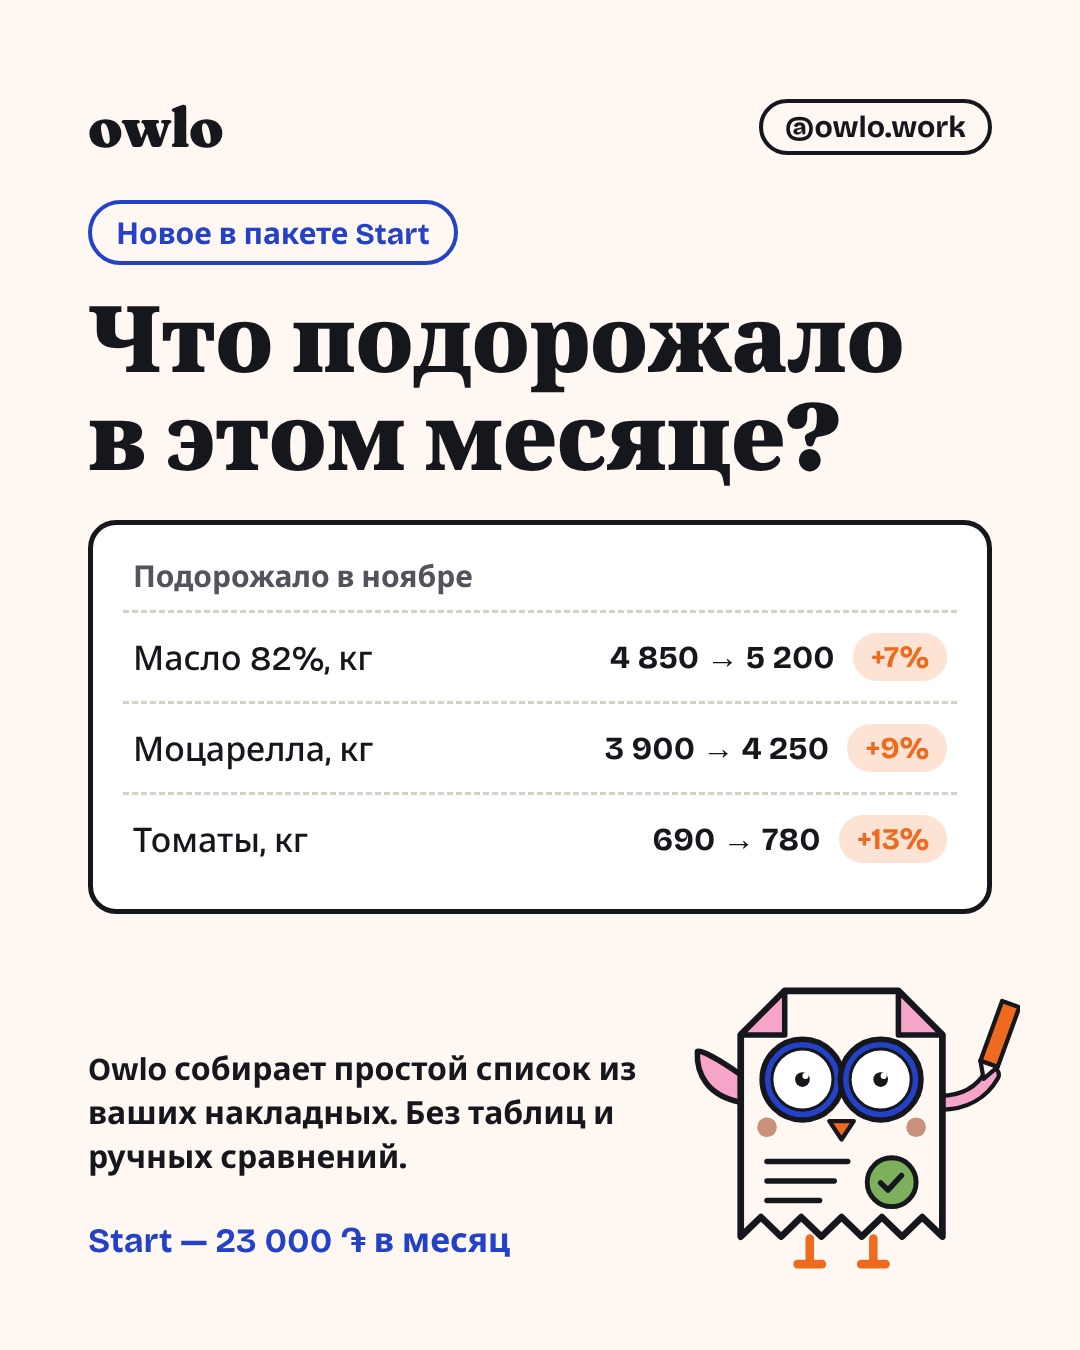 owlo
@owlo.work
Новое в пакете Start
Что подорожало
в этом месяце?
Подорожало в ноябре
Масло 82%, кг 4 850 → 5 200 +7%
Моцарелла, кг 3 900 → 4 250 +9%
Томаты, кг 690 → 780 +13%
Owlo собирает простой список из
ваших накладных. Без таблиц и
ручных сравнений.
Start — 23 000 ֏ в месяц